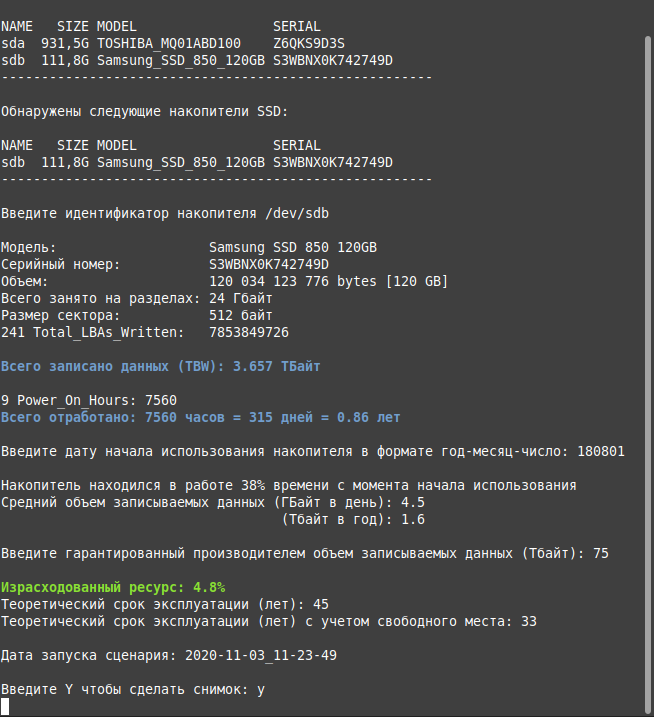 NAME   SIZE MODEL                 SERIAL
sda  931,5G TOSHIBA_MQ01ABD100    Z6QKS9D3S
sdb  111,8G Samsung_SSD_850_120GB S3WBNX0K742749D
------------------------------------------------------
Обнаружены следующие накопители SSD:
NAME   SIZE MODEL                 SERIAL
sdb  111,8G Samsung_SSD_850_120GB S3WBNX0K742749D
------------------------------------------------------
Введите идентификатор накопителя /dev/sdb
Модель:                   Samsung SSD 850 120GB
Серийный номер:           S3WBNX0K742749D
Объем:                    120 034 123 776 bytes [120 GB]
Всего занято на разделах: 24 Гбайт
Размер сектора:           512 байт
241 Total_LBAs_Written:   7853849726
Всего записано данных (TBW): 3.657 ТБайт
9 Power_On_Hours: 7560
Всего отработано: 7560 часов = 315 дней = 0.86 лет
Введите дату начала использования накопителя в формате год-месяц-число: 180801
Накопитель находился в работе 38% времени с момента начала использования
Средний объем записываемых данных (ГБайт в день): 4.5
                                   (Тбайт в год): 1.6
Введите гарантированный производителем объем записываемых данных (Тбайт): 75
Израсходованный ресурс: 4.8%
Теоретический срок эксплуатации (лет): 45
Теоретический срок эксплуатации (лет) с учетом свободного места: 33
Дата запуска сценария: 2020-11-03_11-23-49
Введите Y чтобы сделать снимок: y